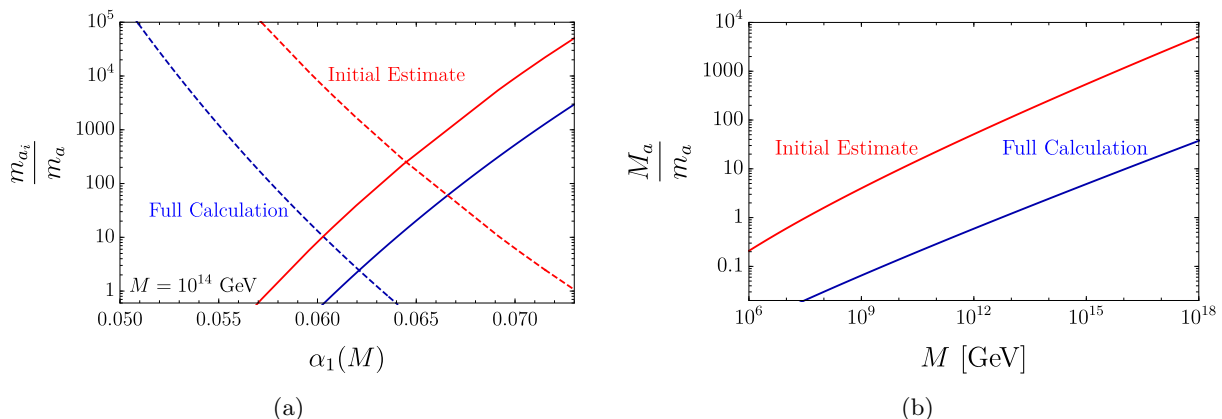 10^5
10^4
1000
100
10
1
m_{a_i}
m_a
Initial Estimate
Full Calculation
M = 10^{14} GeV
0.050
0.055
0.060
0.065
0.070
α_1(M)
(a)
10^4
1000
100
10
1
0.1
M_a
m_a
Initial Estimate
Full Calculation
10^6
10^9
10^{12}
10^{15}
10^{18}
M [GeV]
(b)